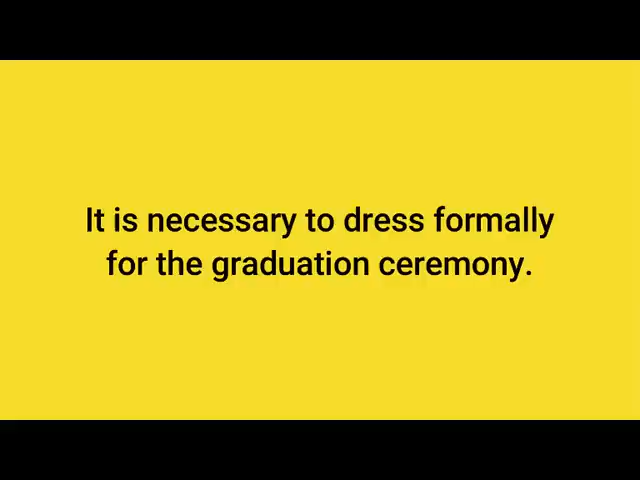 It is necessary to dress formally
for the graduation ceremony.